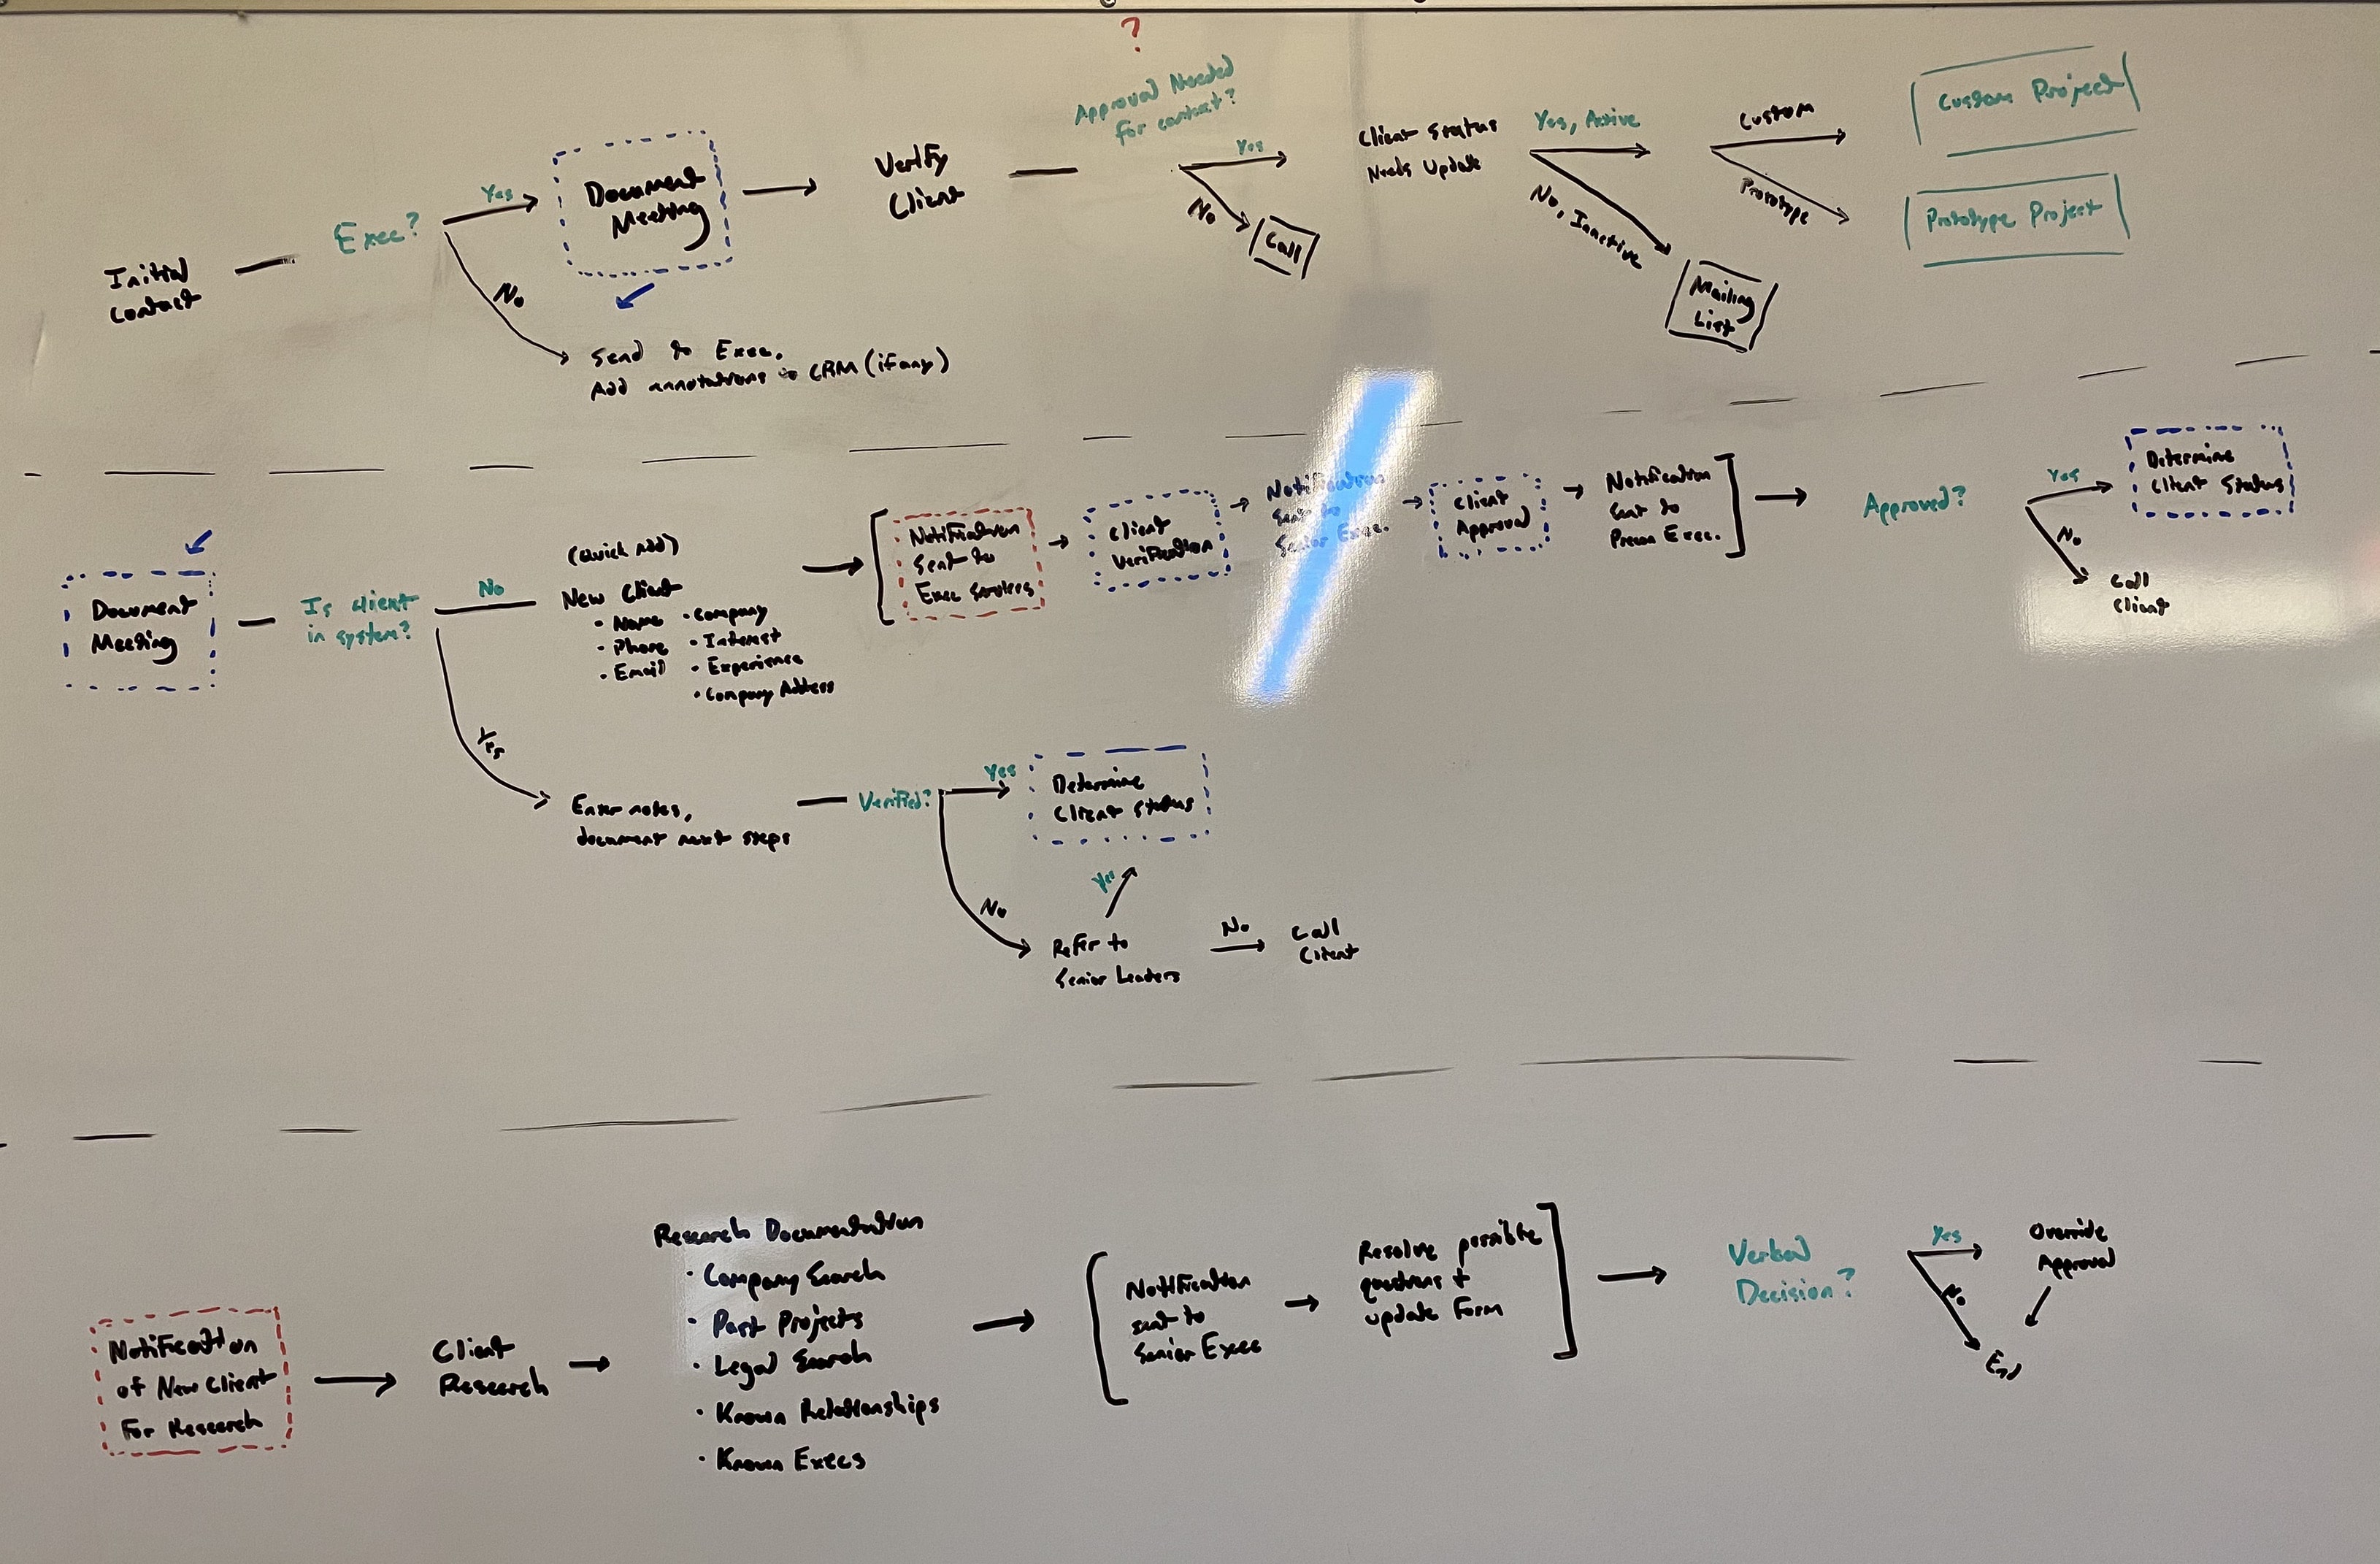 ?
Approval Needed
For contract?
Initial
Contact
Exec?
Yes
No
Document
Meeting
Send to Exec.
Add annotations to CRM (if any)
Verify
Client
Yes
No
Call
Client Status
Needs Update
Yes, Active
No, Inactive
Mailing
List
Custom
Prototype
Custom Project
Prototype Project
Document
Meeting
Is client
in system?
No
Yes
(Quick Add)
New Client
• Name
• Phone
• Email
• Company
• Interest
• Experience
• Company Address
Notification
Sent to
Exec Services
Client
Verification
Notification
Sent to
Senior Exec.
Client
Approval
Notification
Sent to
Exec.
Approved?
Yes
No
Determine
Client Status
Call
Client
Enter notes,
document next steps
Verified?
Yes
No
Determine
Client Status
Yes
Refer to
Senior Leaders
No
Call
Client
Notification
of New Client
For Research
Client
Research
Research Documentation
• Company Search
• Past Projects
• Legal Search
• Known Relationships
• Known Execs
Notification
sent to
Senior Exec
Resolve possible
questions +
update Form
Verbal
Decision?
Yes
No
Override
Approval
End